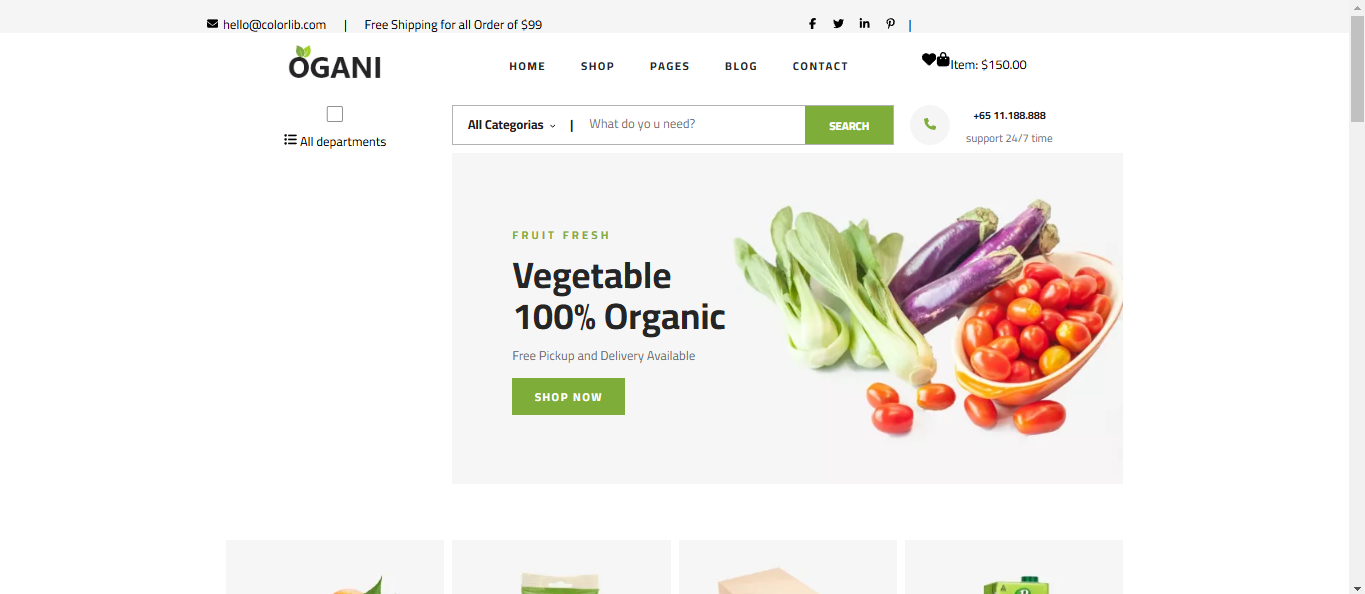 hello@colorlib.com | Free Shipping for all Order of $99 |
OGANI
HOME SHOP PAGES BLOG CONTACT
Item: $150.00
All departments
All Categorias | What do yo u need? SEARCH
+65 11.188.888
support 24/7 time
FRUIT FRESH
Vegetable
100% Organic
Free Pickup and Delivery Available
SHOP NOW